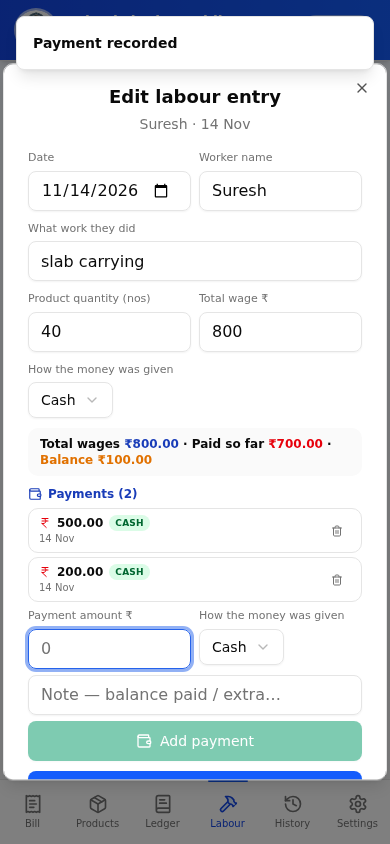 Payment recorded
Edit labour entry
Suresh · 14 Nov
Date
Worker name
11/14/2026
Suresh
What work they did
slab carrying
Product quantity (nos)
Total wage ₹
40
800
How the money was given
Cash
Total wages ₹800.00 · Paid so far ₹700.00 ·
Balance ₹100.00
Payments (2)
₹ 500.00 CASH
14 Nov
₹ 200.00 CASH
14 Nov
Payment amount ₹
How the money was given
0
Cash
Note — balance paid / extra…
Add payment
Bill
Products
Ledger
Labour
History
Settings